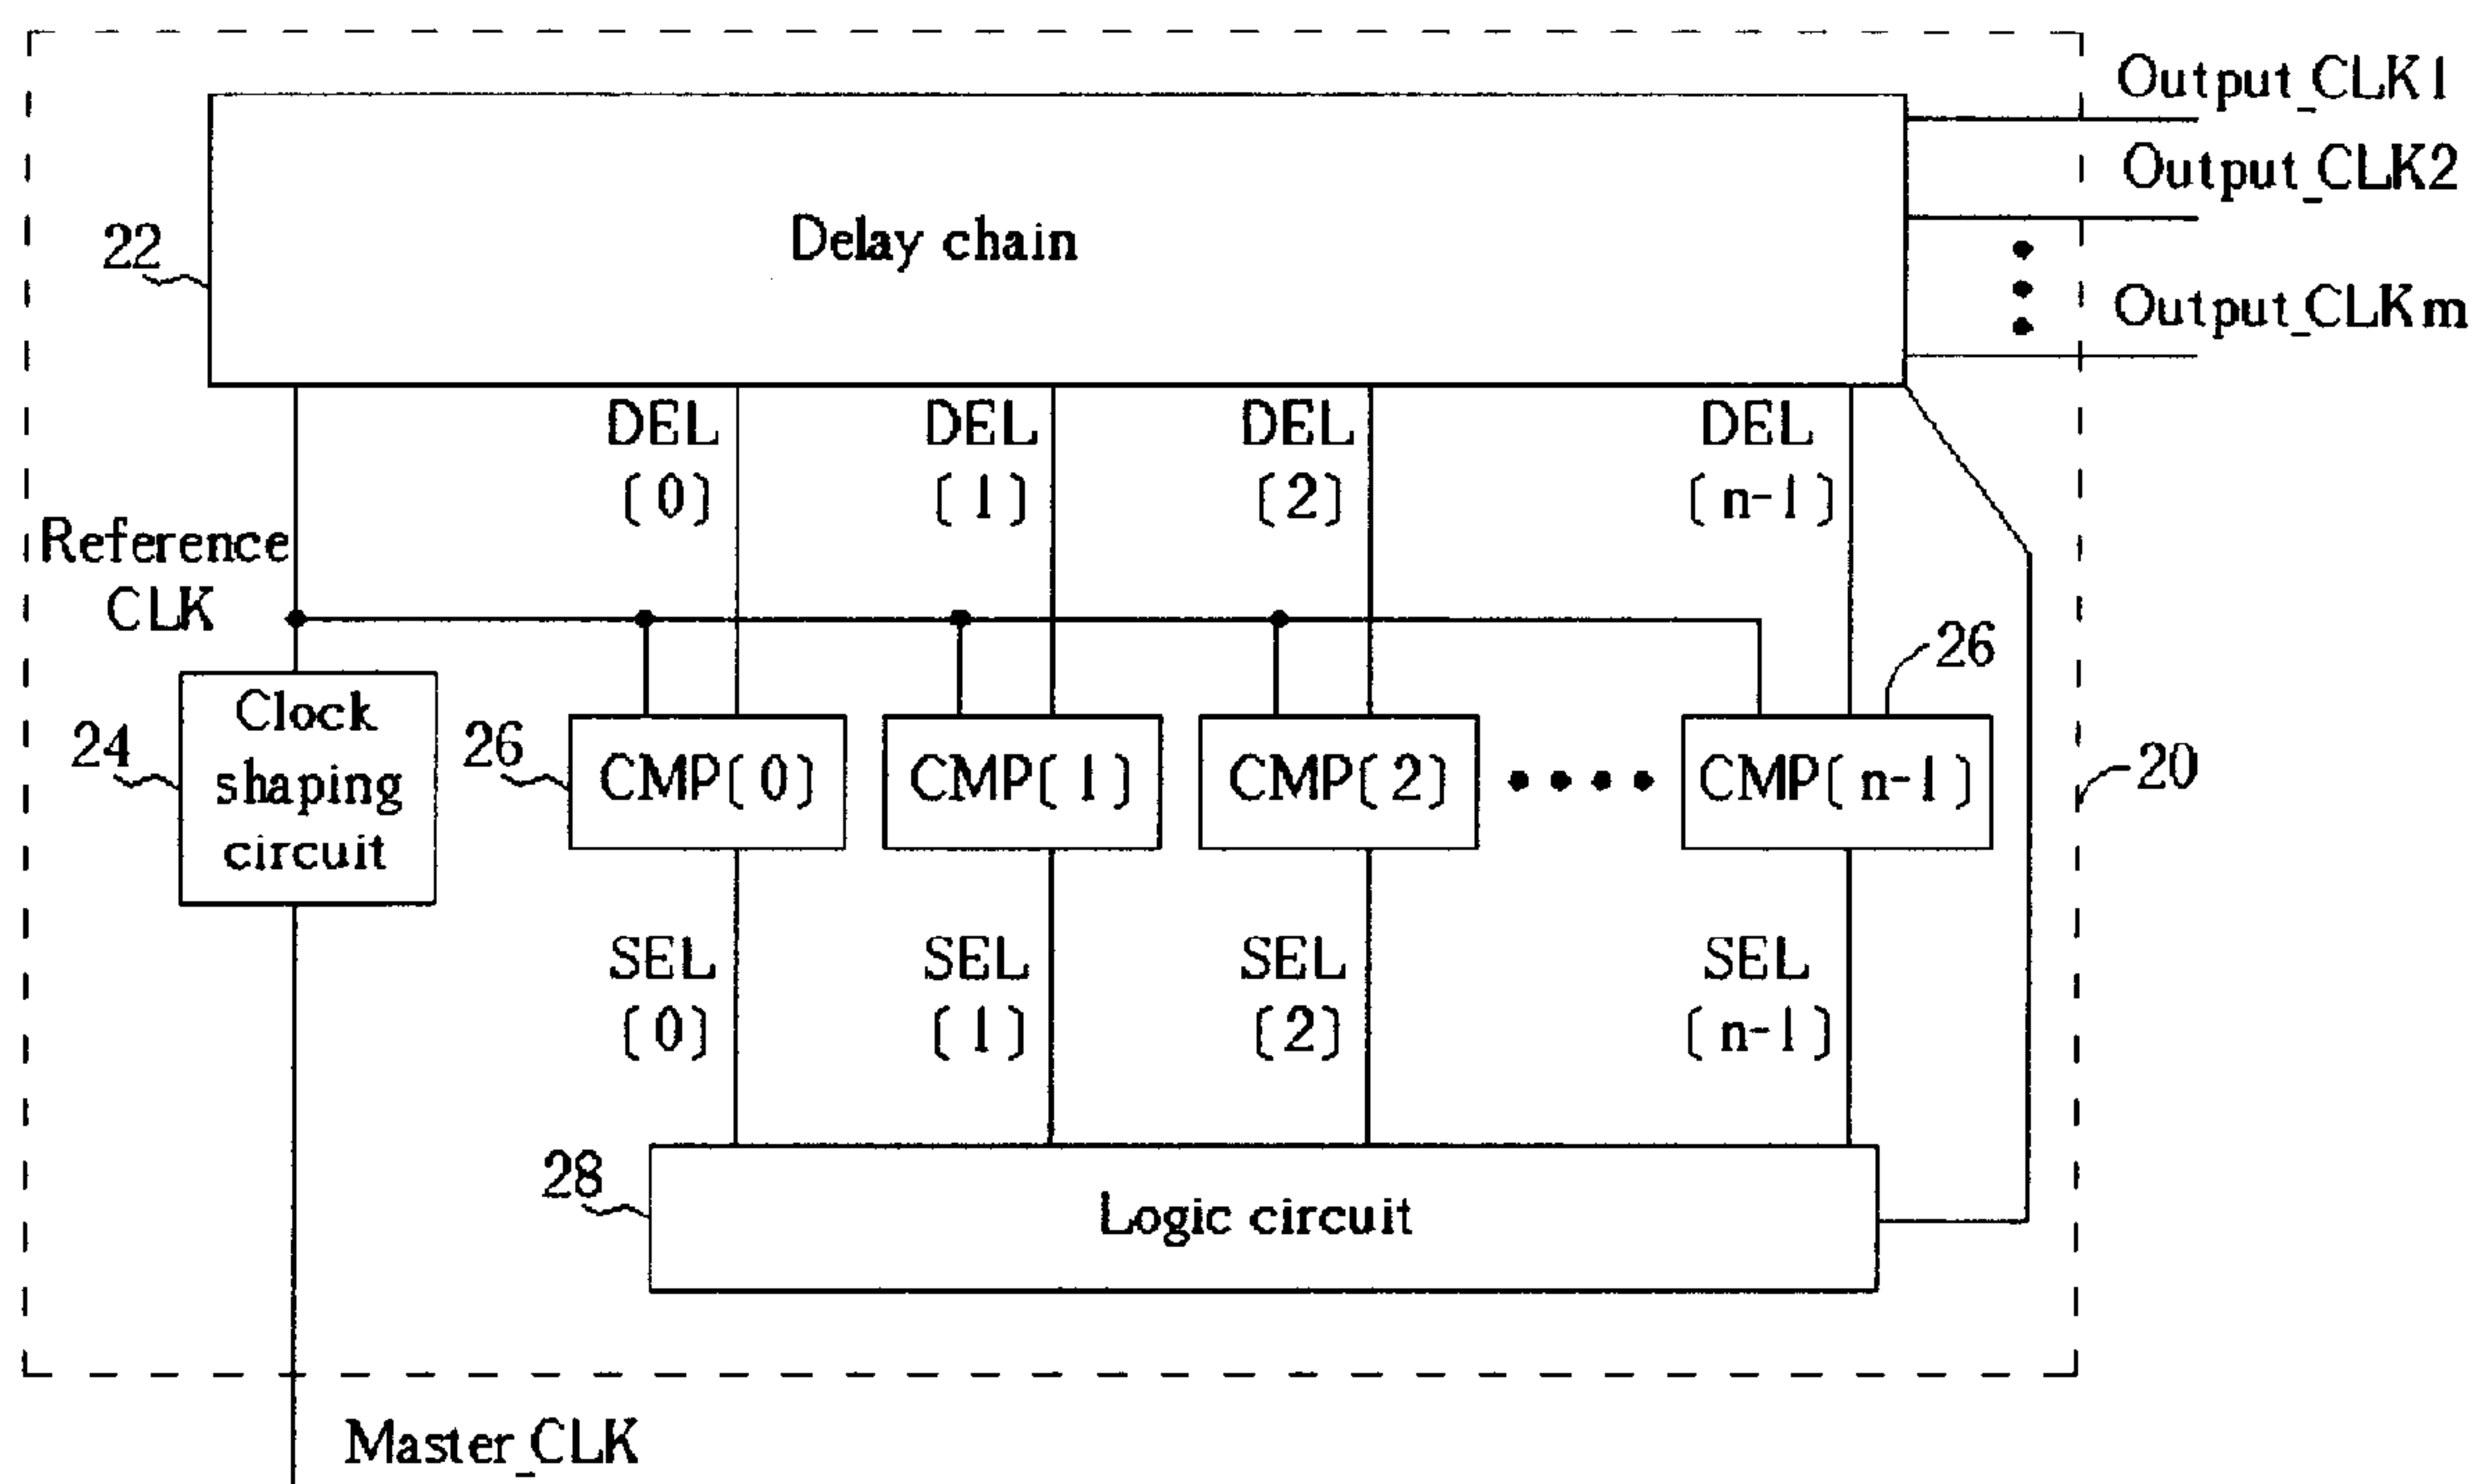 Output_CLK1
Output_CLK2
Output_CLKm
22
Delay chain
DEL
(0)
DEL
(1)
DEL
(2)
DEL
(n-1)
Reference
CLK
24
Clock
shaping
circuit
26
CMP(0)
CMP(1)
CMP(2)
CMP(n-1)
26
20
SEL
(0)
SEL
(1)
SEL
(2)
SEL
(n-1)
28
Logic circuit
Master_CLK